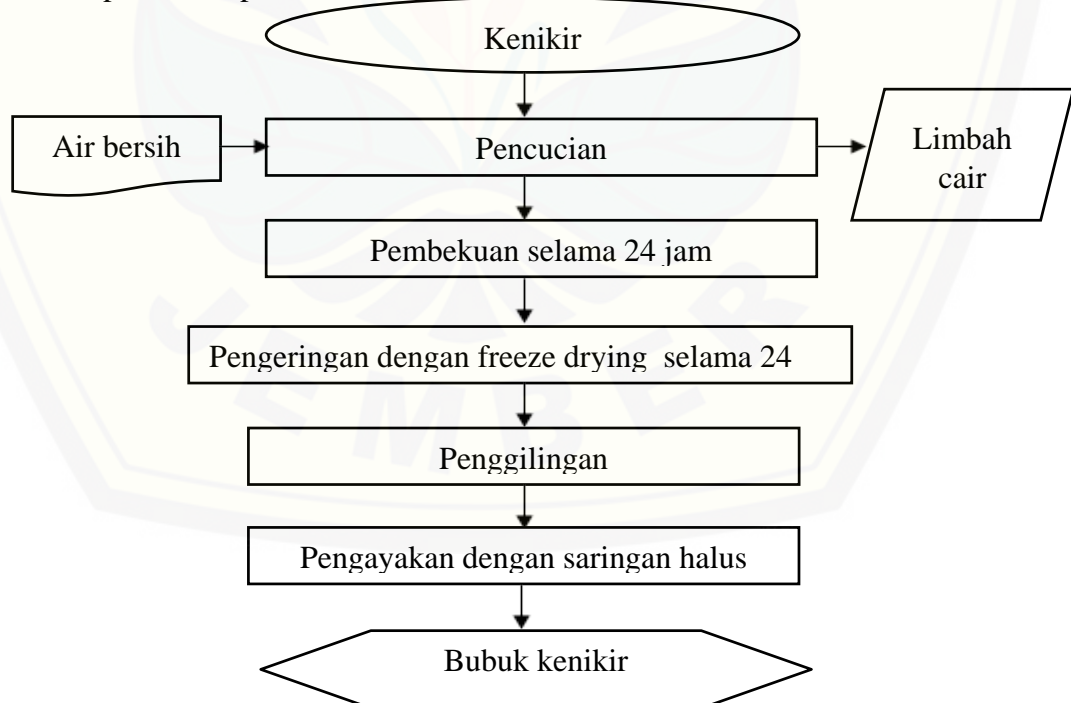 Kenikir
Air bersih
Pencucian
Limbah
cair
Pembekuan selama 24 jam
Pengeringan dengan freeze drying selama 24
Penggilingan
Pengayakan dengan saringan halus
Bubuk kenikir
JEMBER